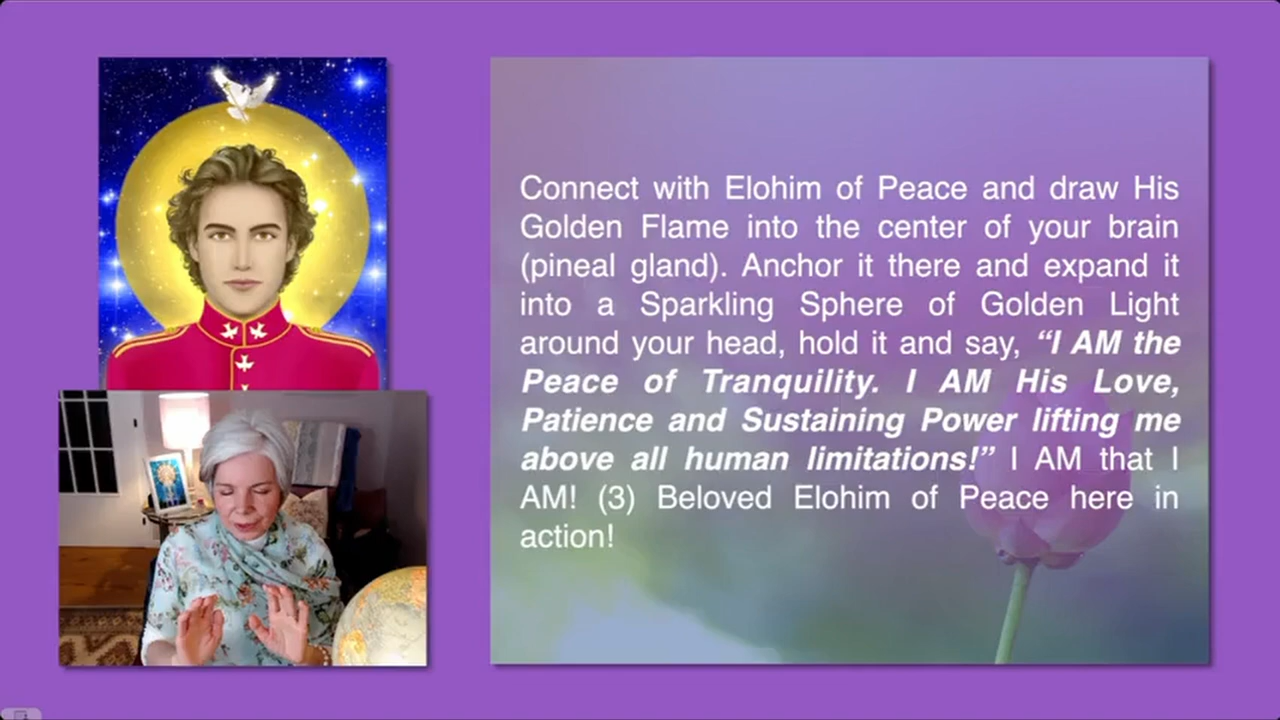 Connect with Elohim of Peace and draw His
Golden Flame into the center of your brain
(pineal gland). Anchor it there and expand it
into a Sparkling Sphere of Golden Light
around your head, hold it and say, “I AM the
Peace of Tranquility. I AM His Love,
Patience and Sustaining Power lifting me
above all human limitations!” I AM that I
AM! (3) Beloved Elohim of Peace here in
action!